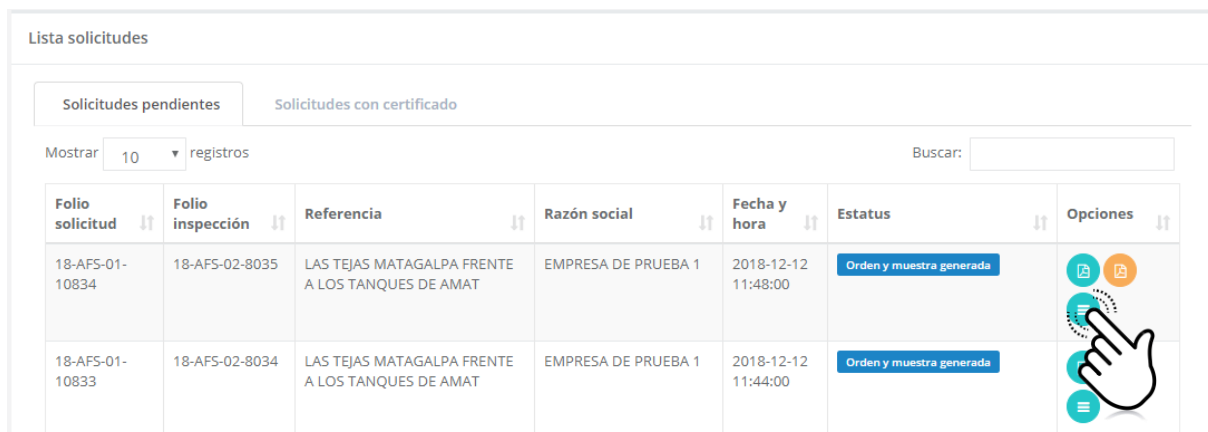 Lista solicitudes
Solicitudes pendientes Solicitudes con certificado
Mostrar 10 registros Buscar:
Folio solicitud Folio inspección Referencia Razón social Fecha y hora Estatus Opciones
18-AFS-01-10834 18-AFS-02-8035 LAS TEJAS MATAGALPA FRENTE A LOS TANQUES DE AMAT EMPRESA DE PRUEBA 1 2018-12-12 11:48:00 Orden y muestra generada
18-AFS-01-10833 18-AFS-02-8034 LAS TEJAS MATAGALPA FRENTE A LOS TANQUES DE AMAT EMPRESA DE PRUEBA 1 2018-12-12 11:44:00 Orden y muestra generada